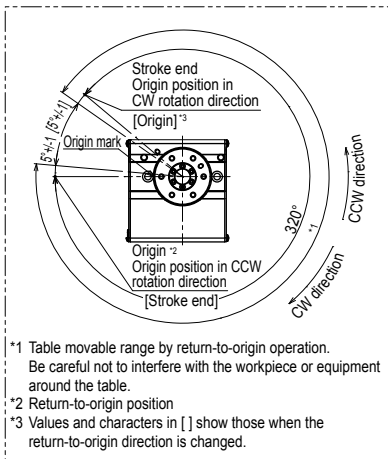 Stroke end
Origin position in
CW rotation direction
[Origin]*3
5°+/-1 [5°+/-1]
Origin mark
320°
*1
CCW direction
CW direction
Origin *2
Origin position in CCW
rotation direction
[Stroke end]
*1 Table movable range by return-to-origin operation.
Be careful not to interfere with the workpiece or equipment
around the table.
*2 Return-to-origin position
*3 Values and characters in [ ] show those when the
return-to-origin direction is changed.